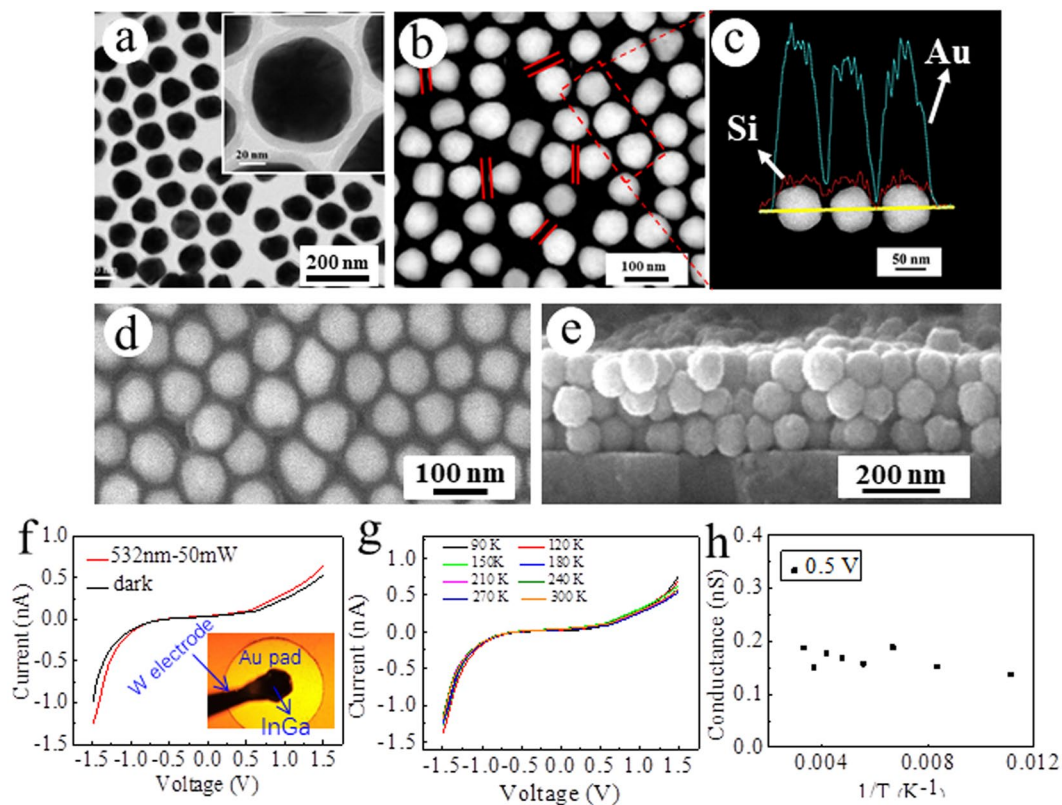 a
20 nm
200 nm
b
100 nm
c
Au
Si
50 nm
d
100 nm
e
200 nm
f
532nm-50mW
dark
W electrode
Au pad
InGa
Current (nA)
1.0
0.5
0.0
-0.5
-1.0
-1.5
-1.5 -1.0 -0.5 0.0 0.5 1.0 1.5
Voltage (V)
g
90 K 120 K
150K 180 K
210 K 240 K
270 K 300 K
Current (nA)
1.0
0.5
0.0
-0.5
-1.0
-1.5
-1.5 -1.0 -0.5 0.0 0.5 1.0 1.5
Voltage (V)
h
0.5 V
Conductance (nS)
0.4
0.3
0.2
0.1
0.0
0.004 0.008 0.012
1/T (K-1)